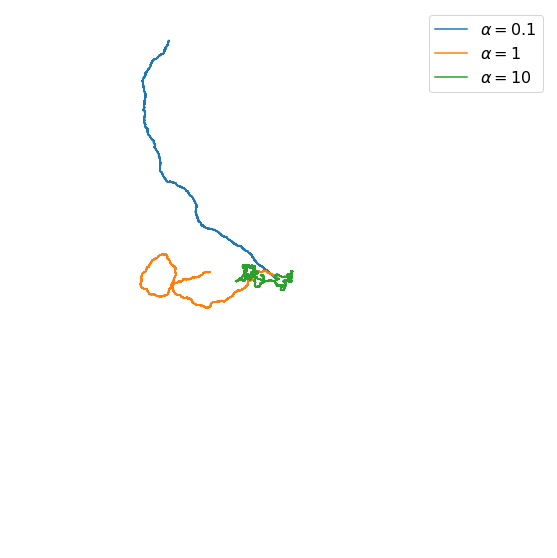 α = 0.1
α = 1
α = 10